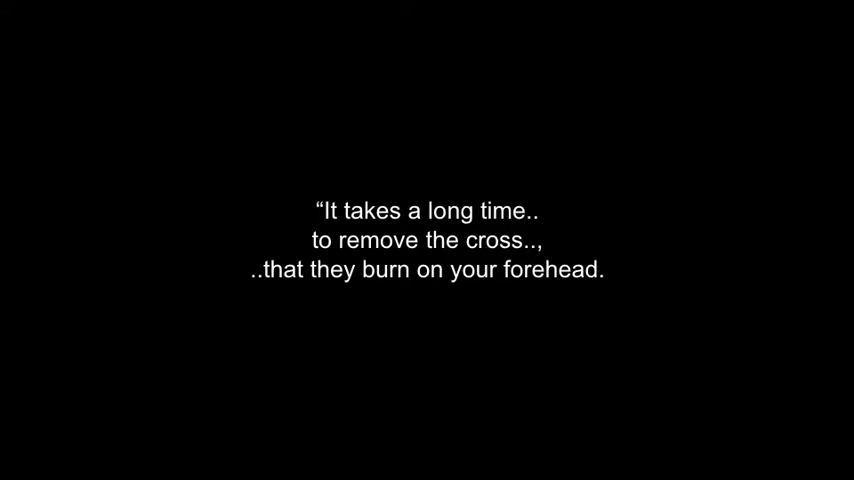 “It takes a long time..
to remove the cross..,
..that they burn on your forehead.